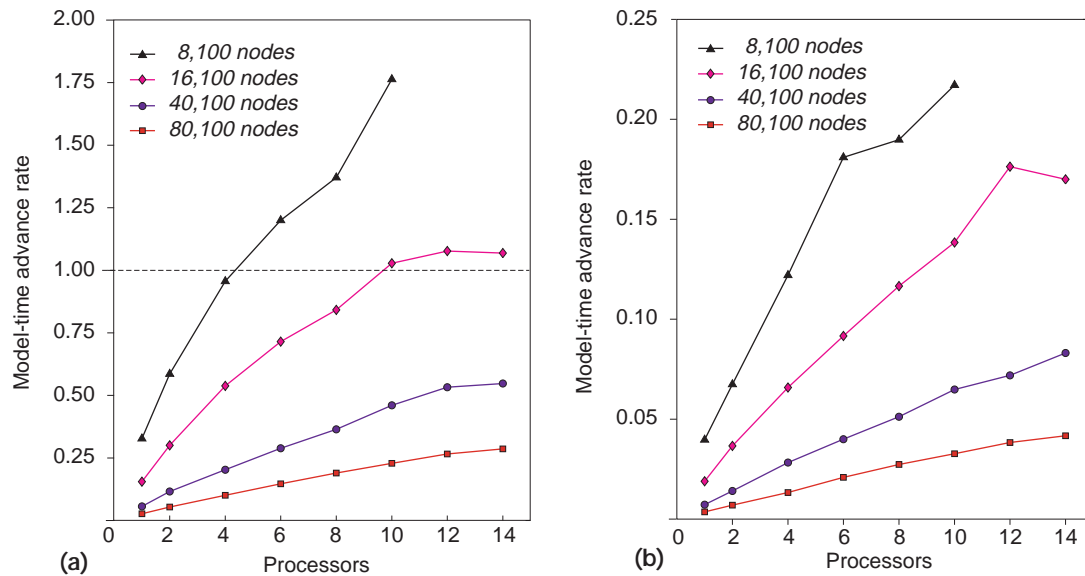 2.00
1.75
1.50
1.25
1.00
0.75
0.50
0.25
Model-time advance rate
8,100 nodes
16,100 nodes
40,100 nodes
80,100 nodes
0 2 4 6 8 10 12 14
Processors
(a)
0.25
0.20
0.15
0.10
0.05
Model-time advance rate
8,100 nodes
16,100 nodes
40,100 nodes
80,100 nodes
0 2 4 6 8 10 12 14
Processors
(b)